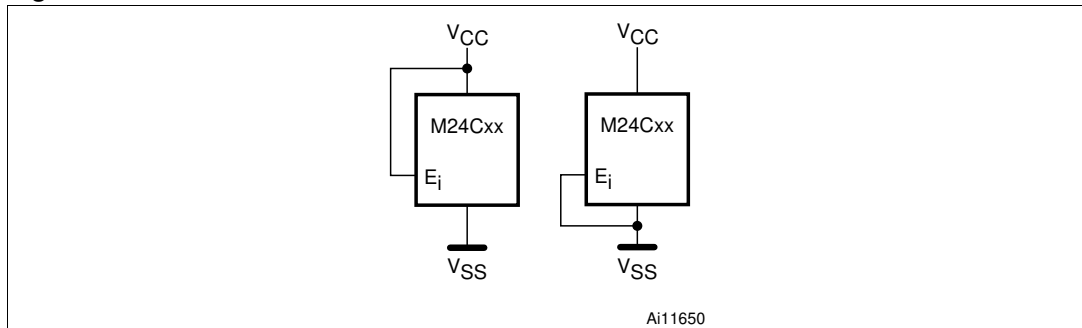 VCC VCC
M24Cxx M24Cxx
Ei Ei
VSS VSS
Ai11650